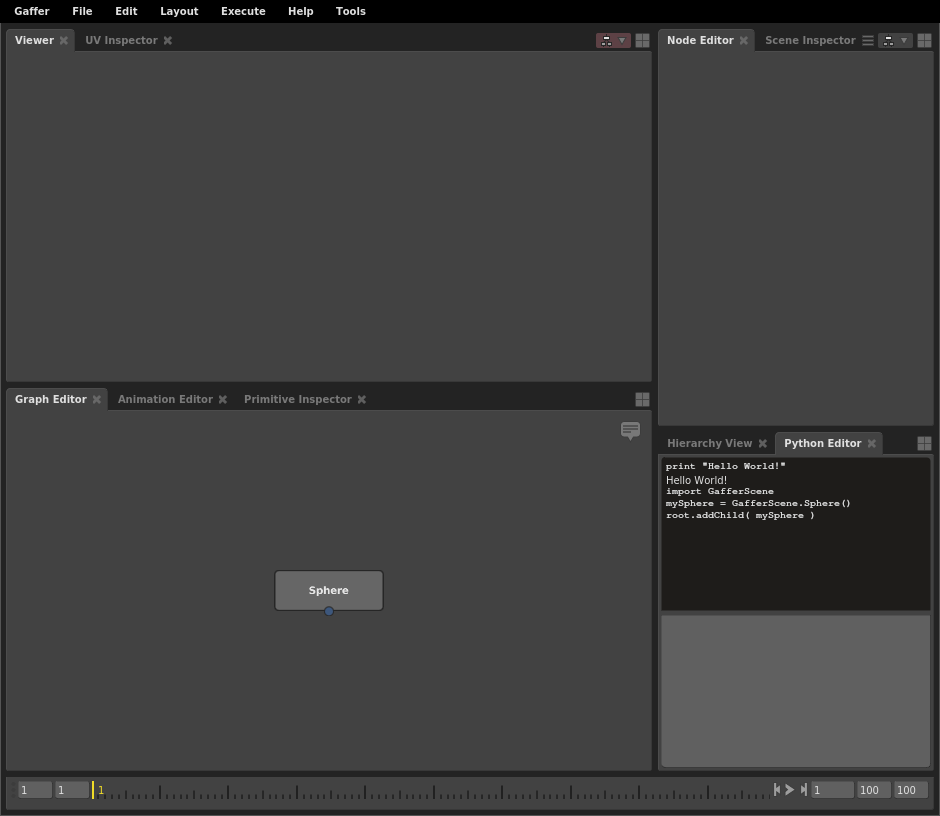 Gaffer File Edit Layout Execute Help Tools
Viewer UV Inspector
Node Editor Scene Inspector
Graph Editor Animation Editor Primitive Inspector
Sphere
Hierarchy View Python Editor
print "Hello World!"
Hello World!
import GafferScene
mySphere = GafferScene.Sphere()
root.addChild( mySphere )
1 1 1 1 100 100